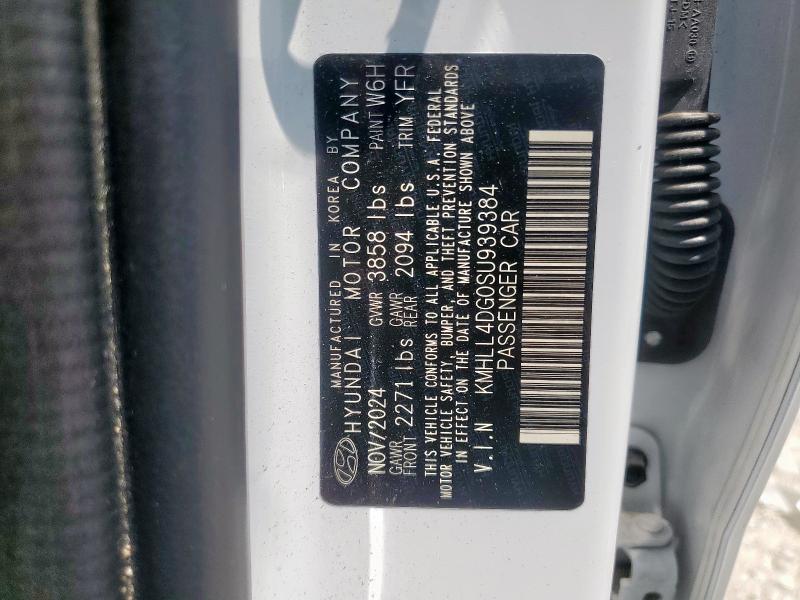 MANUFACTURED IN KOREA BY
HYUNDAI MOTOR COMPANY
NOV/2024 GVWR 3858 lbs PAINT W6H
GAWR FRONT 2271 lbs GAWR REAR 2094 lbs TRIM YFR
THIS VEHICLE CONFORMS TO ALL APPLICABLE U.S.A. FEDERAL
MOTOR VEHICLE SAFETY, BUMPER, AND THEFT PREVENTION STANDARDS
IN EFFECT ON THE DATE OF MANUFACTURE SHOWN ABOVE
V.I.N KMHLL4DG0SU939384
PASSENGER CAR